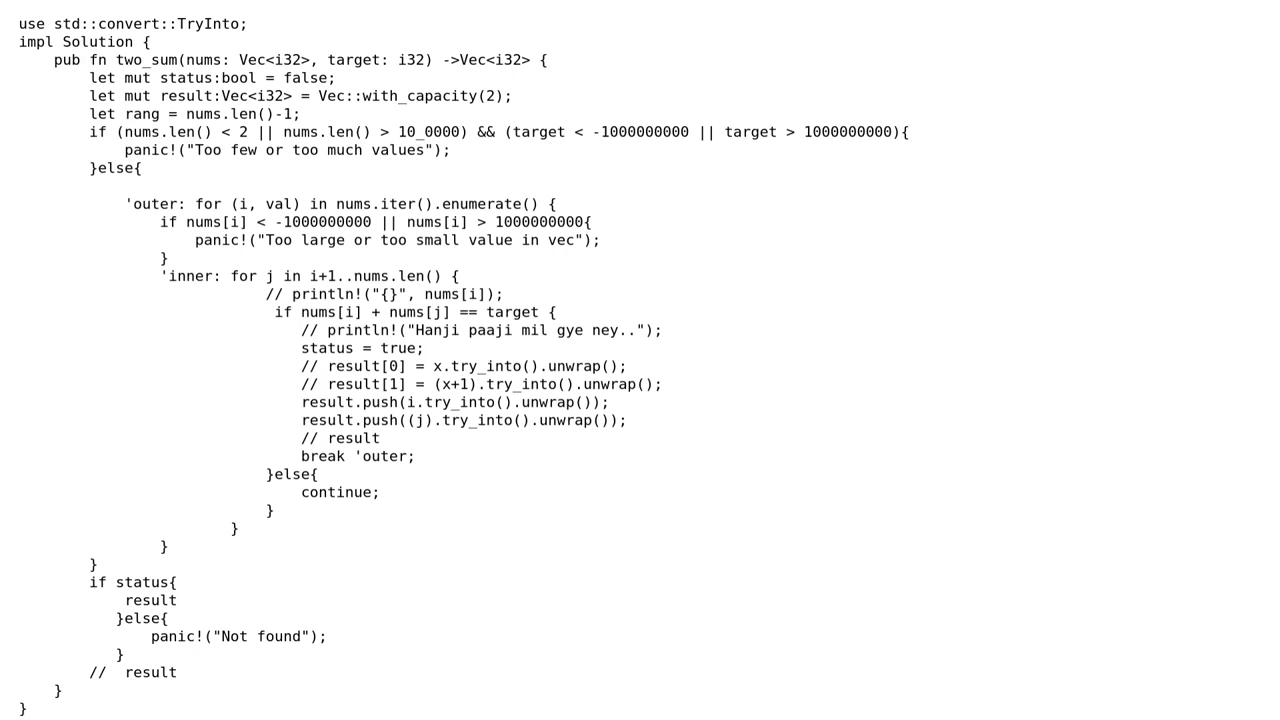 use std::convert::TryInto;
impl Solution {
    pub fn two_sum(nums: Vec<i32>, target: i32) ->Vec<i32> {
        let mut status:bool = false;
        let mut result:Vec<i32> = Vec::with_capacity(2);
        let rang = nums.len()-1;
        if (nums.len() < 2 || nums.len() > 10_0000) && (target < -1000000000 || target > 1000000000){
            panic!("Too few or too much values");
        }else{

            'outer: for (i, val) in nums.iter().enumerate() {
                if nums[i] < -1000000000 || nums[i] > 1000000000{
                    panic!("Too large or too small value in vec");
                }
                'inner: for j in i+1..nums.len() {
                            // println!("{}", nums[i]);
                             if nums[i] + nums[j] == target {
                                // println!("Hanji paaji mil gye ney..");
                                status = true;
                                // result[0] = x.try_into().unwrap();
                                // result[1] = (x+1).try_into().unwrap();
                                result.push(i.try_into().unwrap());
                                result.push((j).try_into().unwrap());
                                // result
                                break 'outer;
                            }else{
                                continue;
                            }
                        }
                }
        }
        if status{
            result
           }else{
               panic!("Not found");
           }
        //  result
    }
}